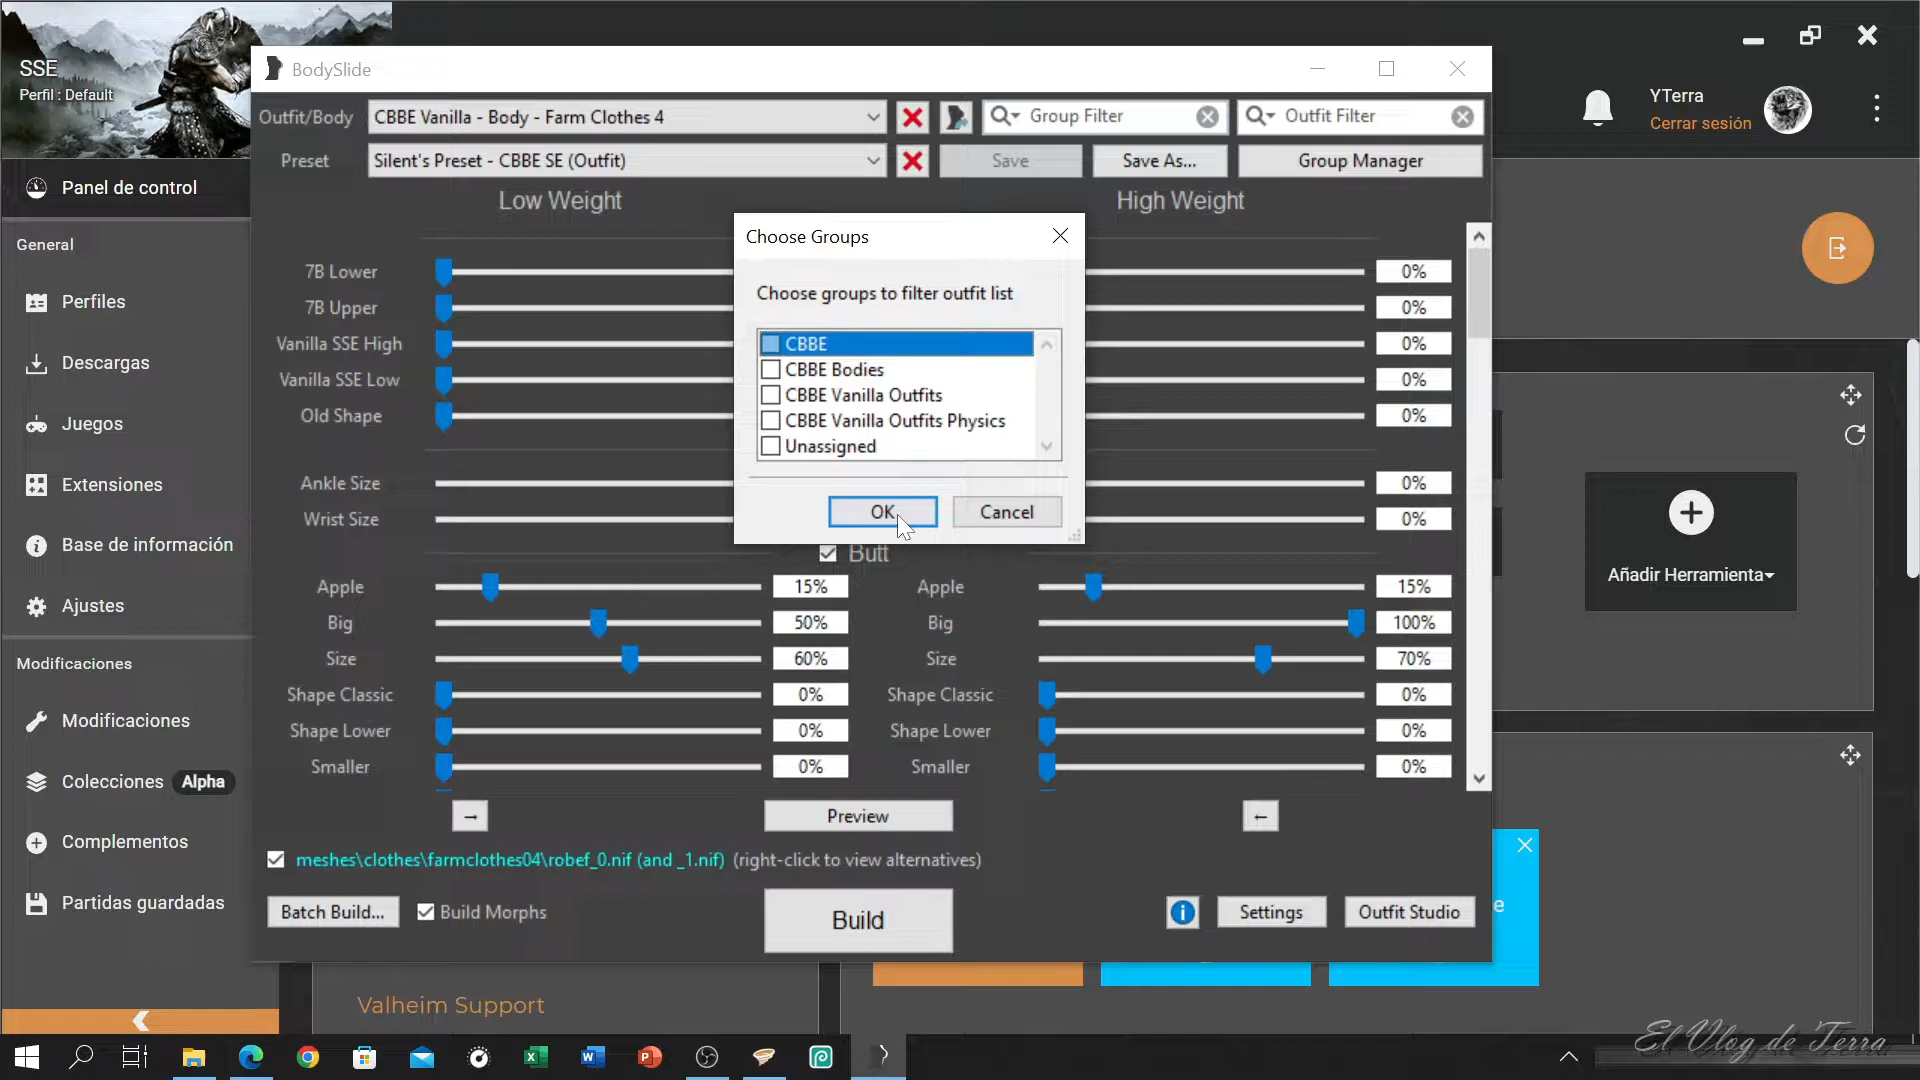 SSE
Perfil : Default
Panel de control
General
Perfiles
Descargas
Juegos
Extensiones
Base de información
Ajustes
Modificaciones
Modificaciones
Colecciones Alpha
Complementos
Partidas guardadas
YTerra
Cerrar sesión
Añadir Herramienta
BodySlide
Outfit/Body CBBE Vanilla - Body - Farm Clothes 4 Group Filter Outfit Filter
Preset Silent's Preset - CBBE SE (Outfit) Save Save As... Group Manager
Low Weight High Weight
7B Lower 0%
7B Upper 0%
Vanilla SSE High 0%
Vanilla SSE Low 0%
Old Shape 0%
Ankle Size 0%
Wrist Size 0%
Choose Groups
Choose groups to filter outfit list
CBBE
CBBE Bodies
CBBE Vanilla Outfits
CBBE Vanilla Outfits Physics
Unassigned
OK Cancel
Butt
Apple 15% Apple 15%
Big 50% Big 100%
Size 60% Size 70%
Shape Classic 0% Shape Classic 0%
Shape Lower 0% Shape Lower 0%
Smaller 0% Smaller 0%
→ Preview ←
meshes\clothes\farmclothes04\robef_0.nif (and _1.nif) (right-click to view alternatives)
Batch Build... Build Morphs Build Settings Outfit Studio
e
Valheim Support
El Vlog de Terra